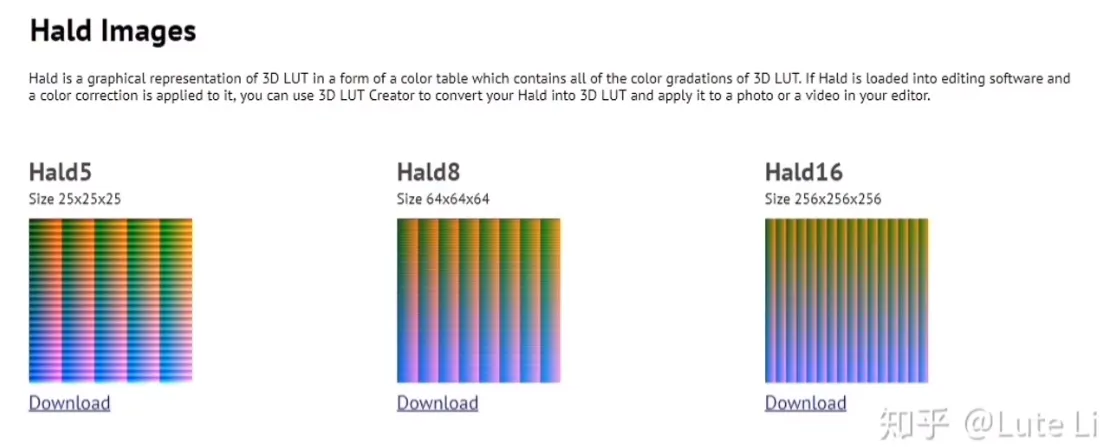 Hald Images
Hald is a graphical representation of 3D LUT in a form of a color table which contains all of the color gradations of 3D LUT. If Hald is loaded into editing software and
a color correction is applied to it, you can use 3D LUT Creator to convert your Hald into 3D LUT and apply it to a photo or a video in your editor.
Hald5
Size 25x25x25
Download
Hald8
Size 64x64x64
Download
Hald16
Size 256x256x256
Download
知乎 @Lute Li